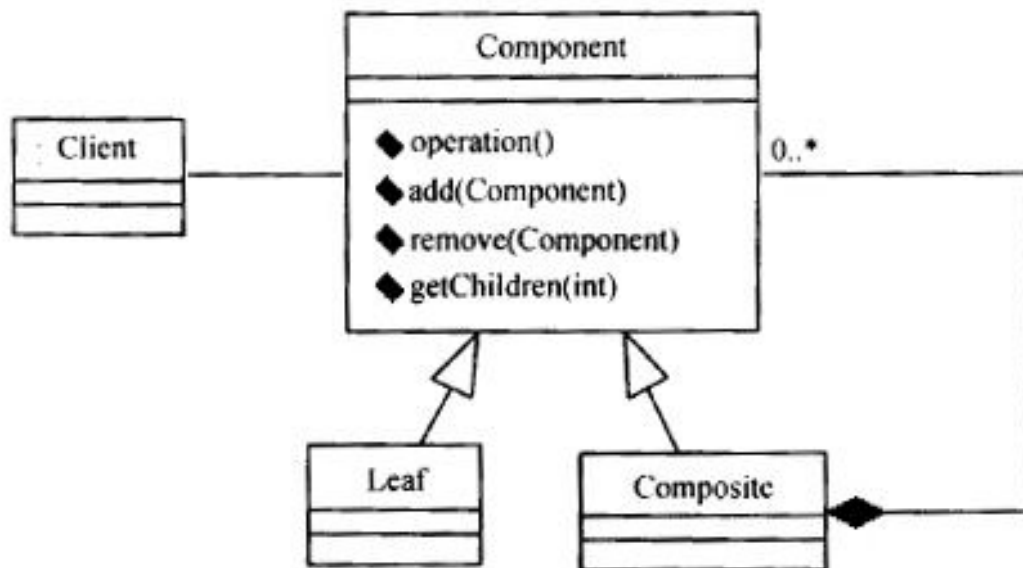 Component
Client
operation()
0..*
add(Component)
remove(Component)
getChildren(int)
Leaf
Composite